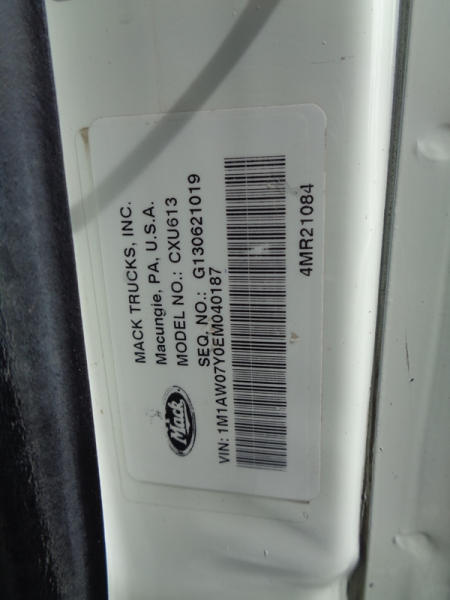 MACK TRUCKS, INC.
Macungie, PA, U.S.A.
MODEL NO.: CXU613
SEQ. NO.: G130621019
Mack
VIN: 1M1AW07Y0EM040187
4MR21084